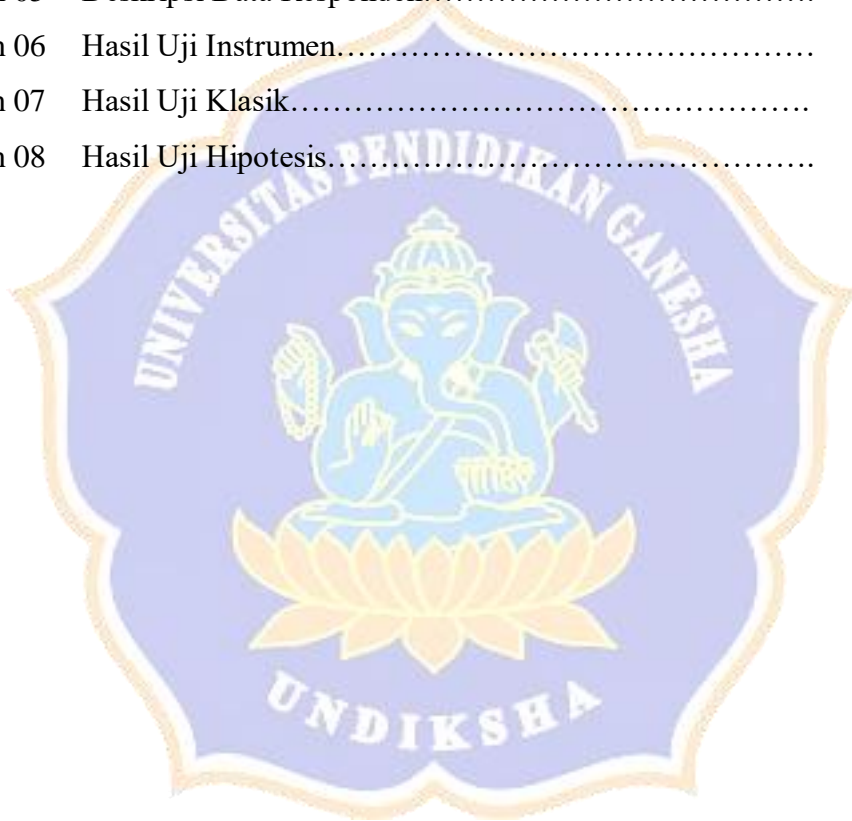 06 Hasil Uji Instrumen…………………………………………
07 Hasil Uji Klasik………………………………………….
08 Hasil Uji Hipotesis……………………………………….
UNIVERSITAS PENDIDIKAN GANESHA
UNDIKSHA